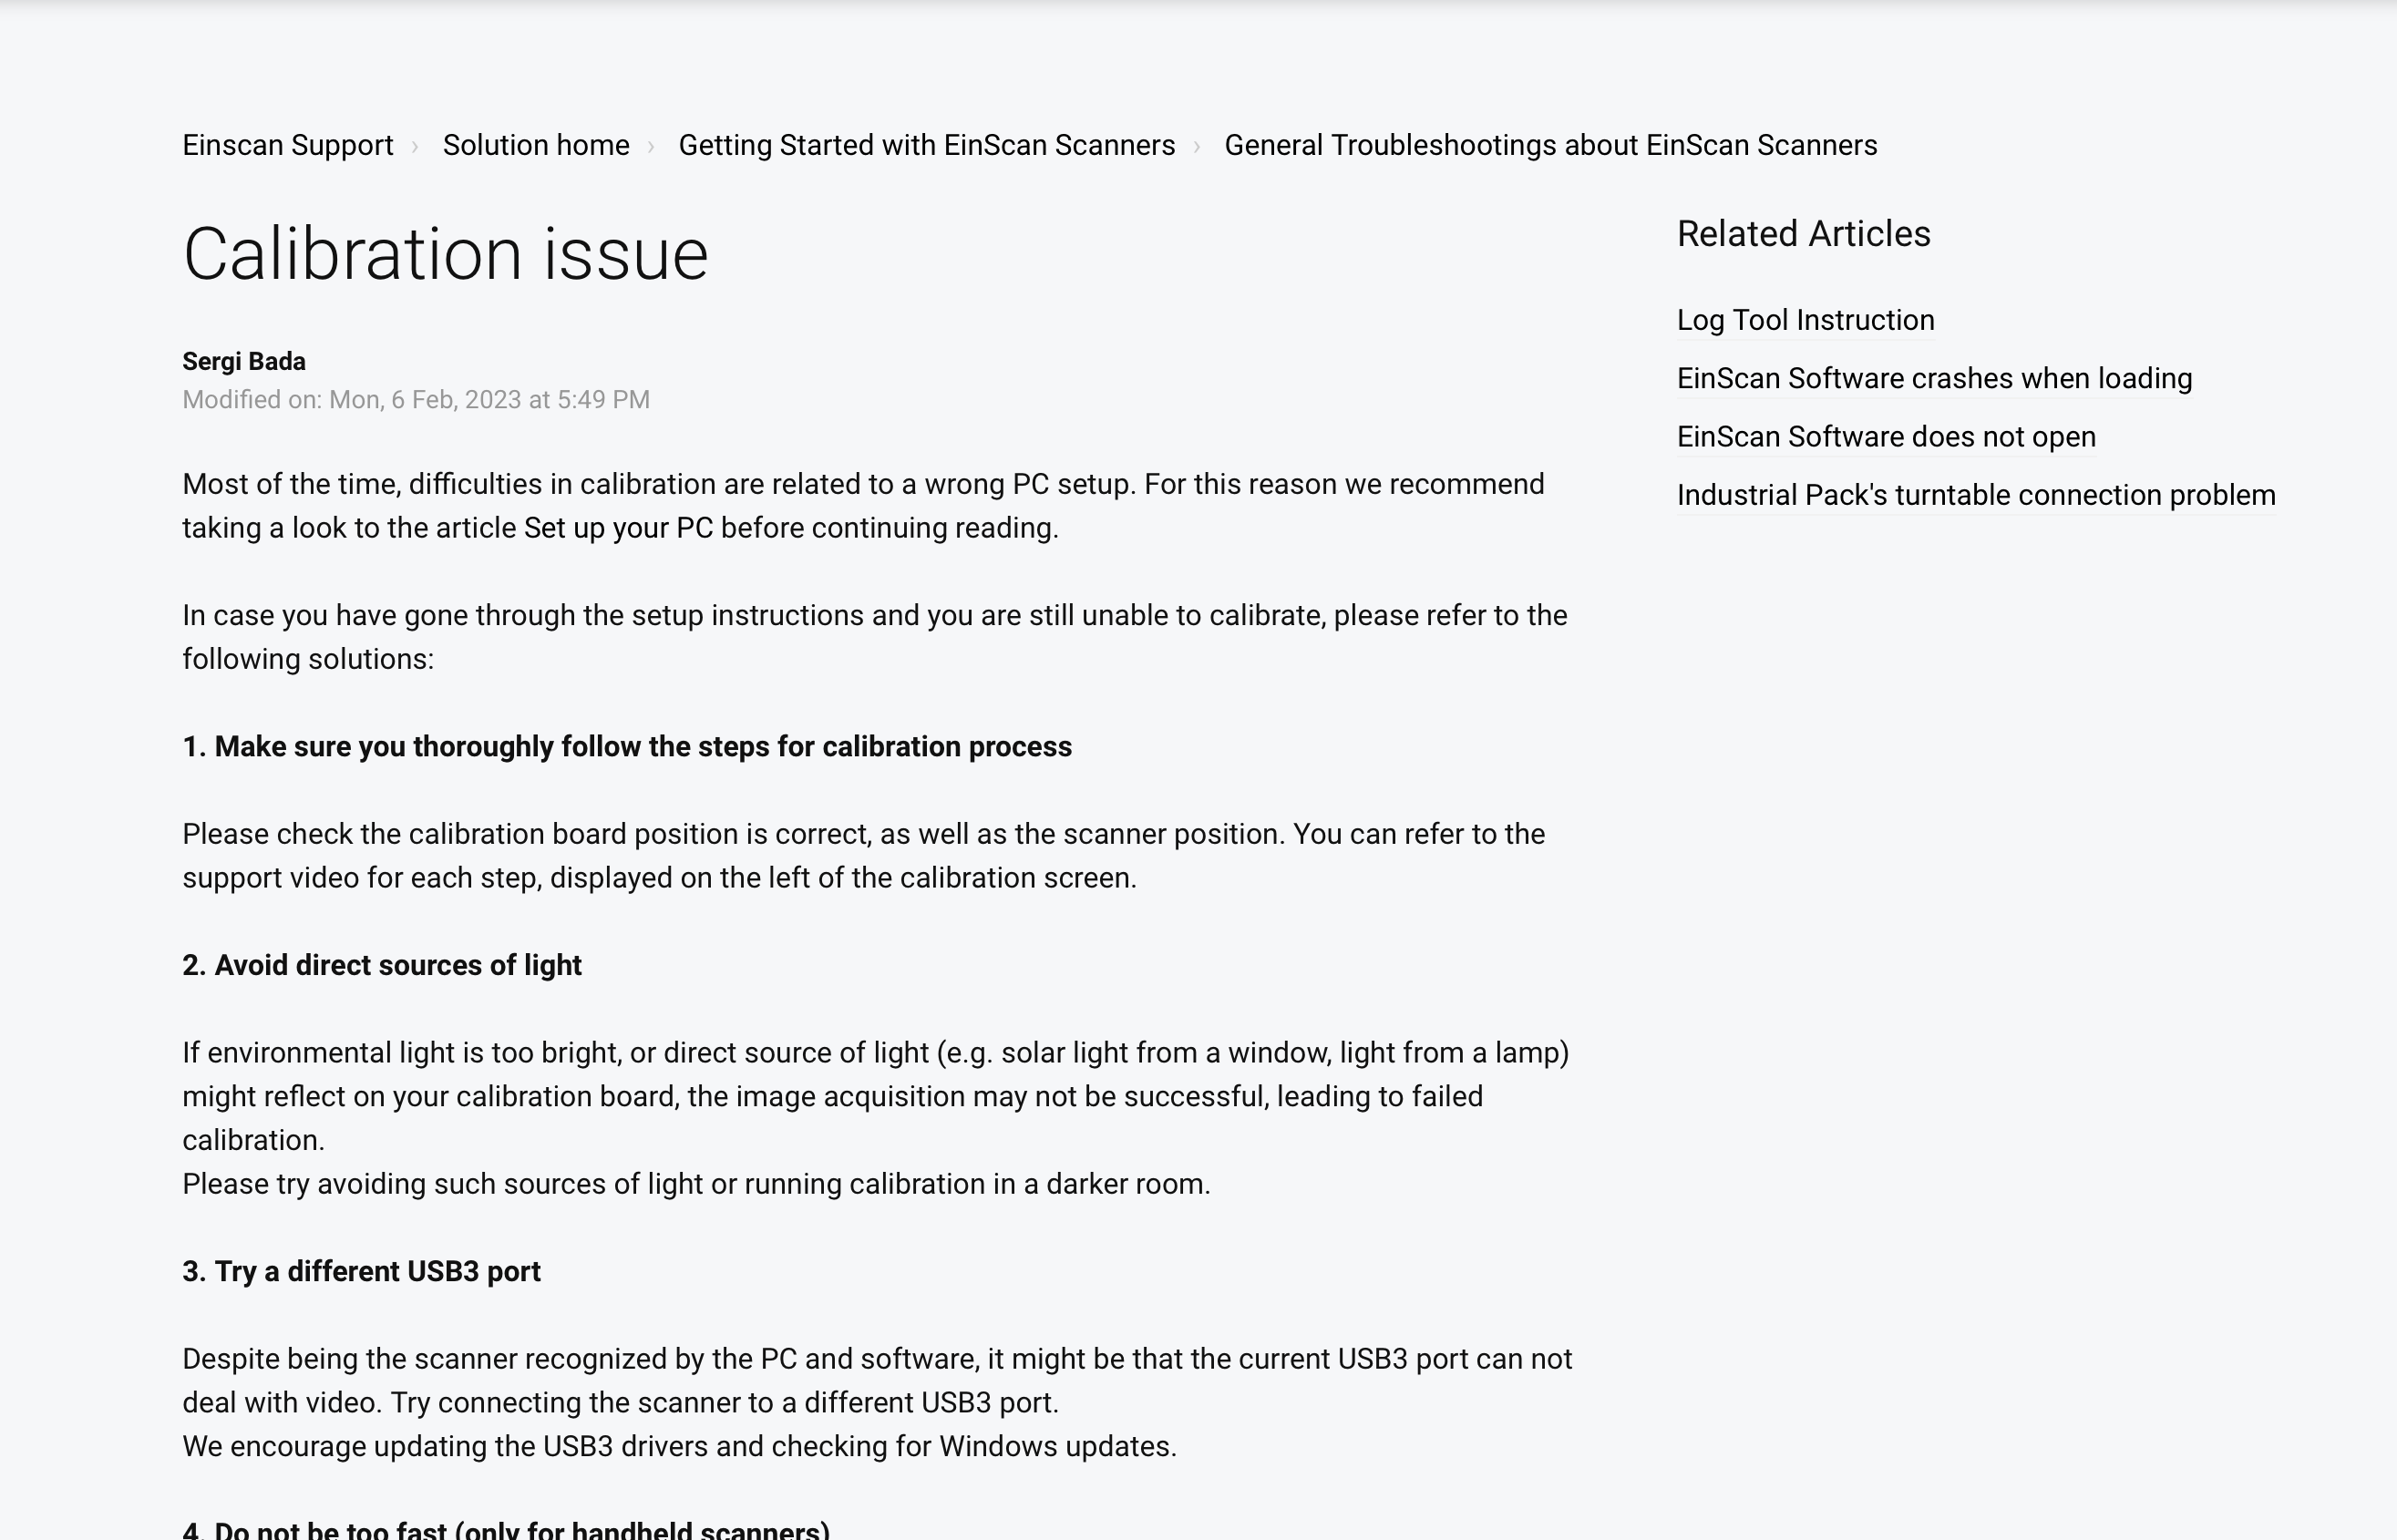 Einscan Support › Solution home › Getting Started with EinScan Scanners › General Troubleshootings about EinScan Scanners
Calibration issue
Sergi Bada
Modified on: Mon, 6 Feb, 2023 at 5:49 PM
Most of the time, difficulties in calibration are related to a wrong PC setup. For this reason we recommend
taking a look to the article Set up your PC before continuing reading.
In case you have gone through the setup instructions and you are still unable to calibrate, please refer to the
following solutions:
1. Make sure you thoroughly follow the steps for calibration process
Please check the calibration board position is correct, as well as the scanner position. You can refer to the
support video for each step, displayed on the left of the calibration screen.
2. Avoid direct sources of light
If environmental light is too bright, or direct source of light (e.g. solar light from a window, light from a lamp)
might reflect on your calibration board, the image acquisition may not be successful, leading to failed
calibration.
Please try avoiding such sources of light or running calibration in a darker room.
3. Try a different USB3 port
Despite being the scanner recognized by the PC and software, it might be that the current USB3 port can not
deal with video. Try connecting the scanner to a different USB3 port.
We encourage updating the USB3 drivers and checking for Windows updates.
4. Do not be too fast (only for handheld scanners)
Related Articles
Log Tool Instruction
EinScan Software crashes when loading
EinScan Software does not open
Industrial Pack's turntable connection problem